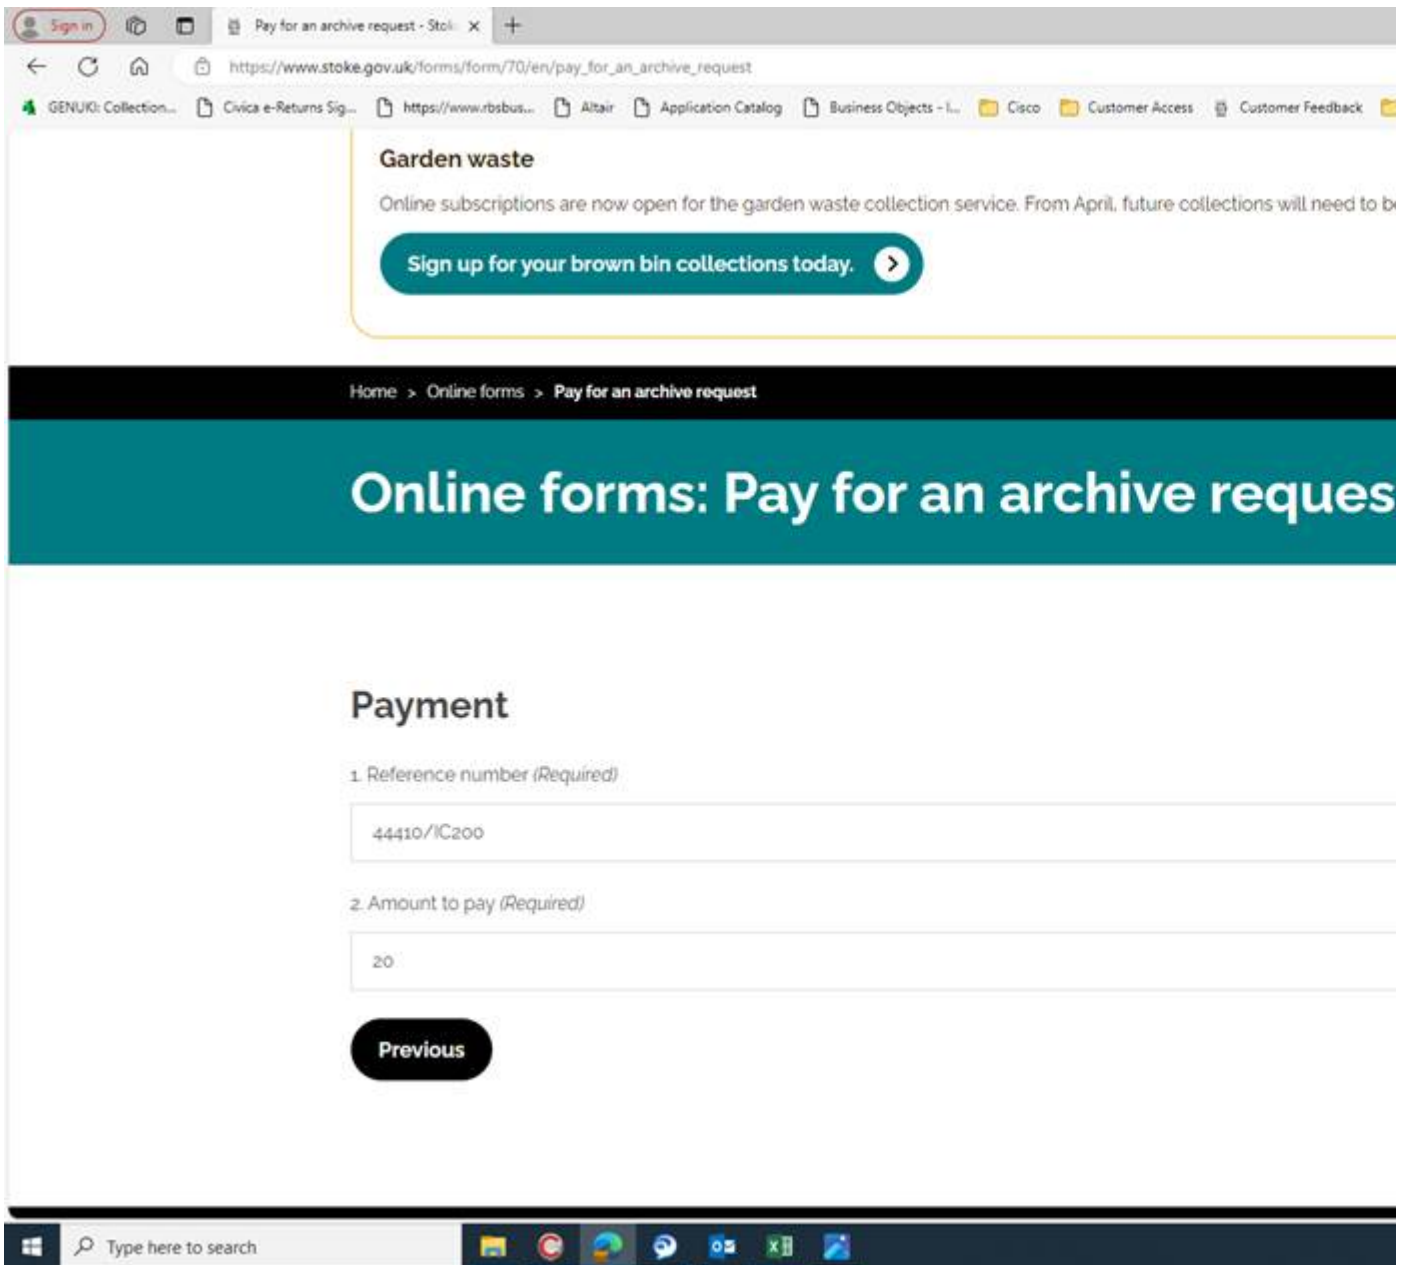 Sign in
Pay for an archive request - Stok
https://www.stoke.gov.uk/forms/form/70/en/pay_for_an_archive_request
GENUKI: Collection... Civica e-Returns Sig... https://www.rbsbus... Altair Application Catalog Business Objects - I... Cisco Customer Access Customer Feedback
Garden waste
Online subscriptions are now open for the garden waste collection service. From April, future collections will need to b
Sign up for your brown bin collections today.
Home > Online forms > Pay for an archive request
Online forms: Pay for an archive reques
Payment
1. Reference number (Required)
44410/IC200
2. Amount to pay (Required)
20
Previous
Type here to search